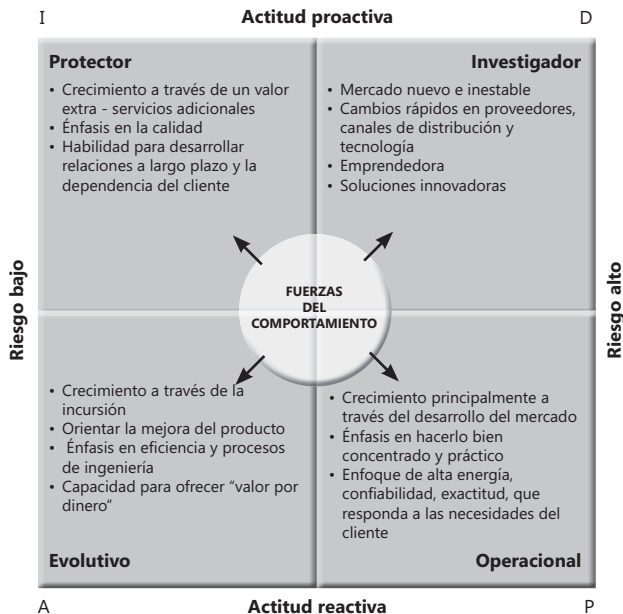 I Actitud proactiva D
Protector
• Crecimiento a través de un valor
extra - servicios adicionales
• Énfasis en la calidad
• Habilidad para desarrollar
relaciones a largo plazo y la
dependencia del cliente
Investigador
• Mercado nuevo e inestable
• Cambios rápidos en proveedores,
canales de distribución y
tecnología
• Emprendedora
• Soluciones innovadoras
Riesgo bajo
FUERZAS
DEL
COMPORTAMIENTO
Riesgo alto
• Crecimiento a través de la
incursión
• Orientar la mejora del producto
• Énfasis en eficiencia y procesos
de ingeniería
• Capacidad para ofrecer “valor por
dinero”
Evolutivo
• Crecimiento principalmente a
través del desarrollo del mercado
• Énfasis en hacerlo bien
concentrado y práctico
• Enfoque de alta energía,
confiabilidad, exactitud, que
responda a las necesidades del
cliente
Operacional
A Actitud reactiva P